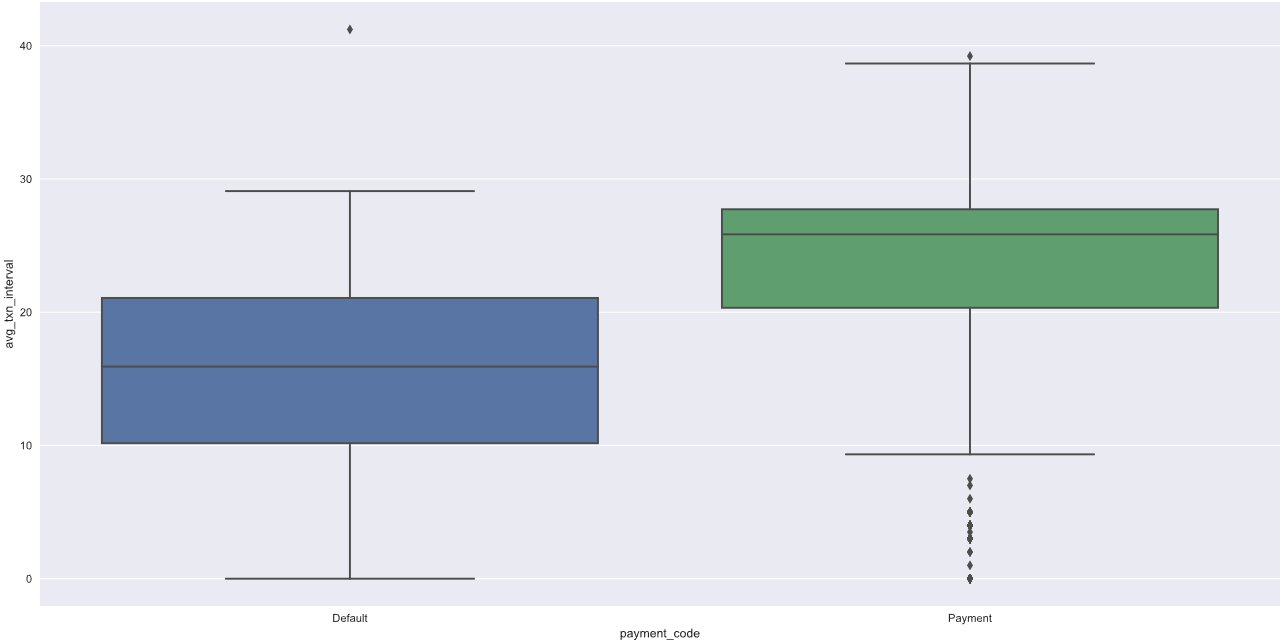 avg_txn_interval
40
30
20
10
0
Default
Payment
payment_code